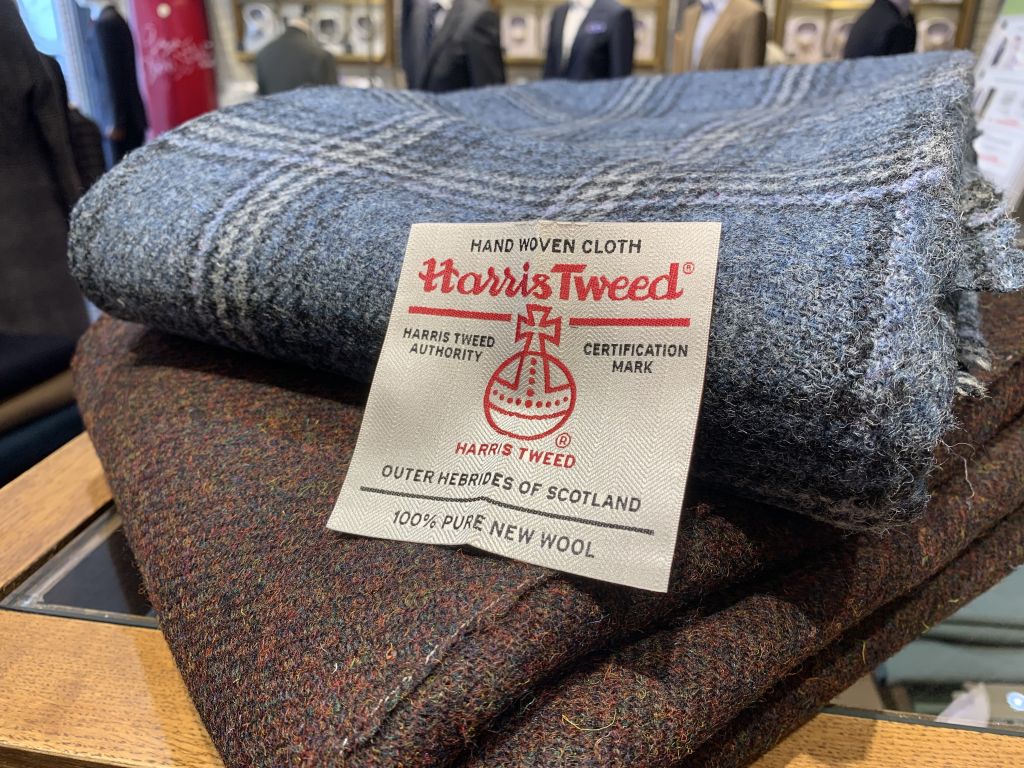 HAND WOVEN CLOTH
Harris Tweed®
HARRIS TWEED
AUTHORITY
CERTIFICATION
MARK
®
HARRIS TWEED
OUTER HEBRIDES OF SCOTLAND
100% PURE NEW WOOL